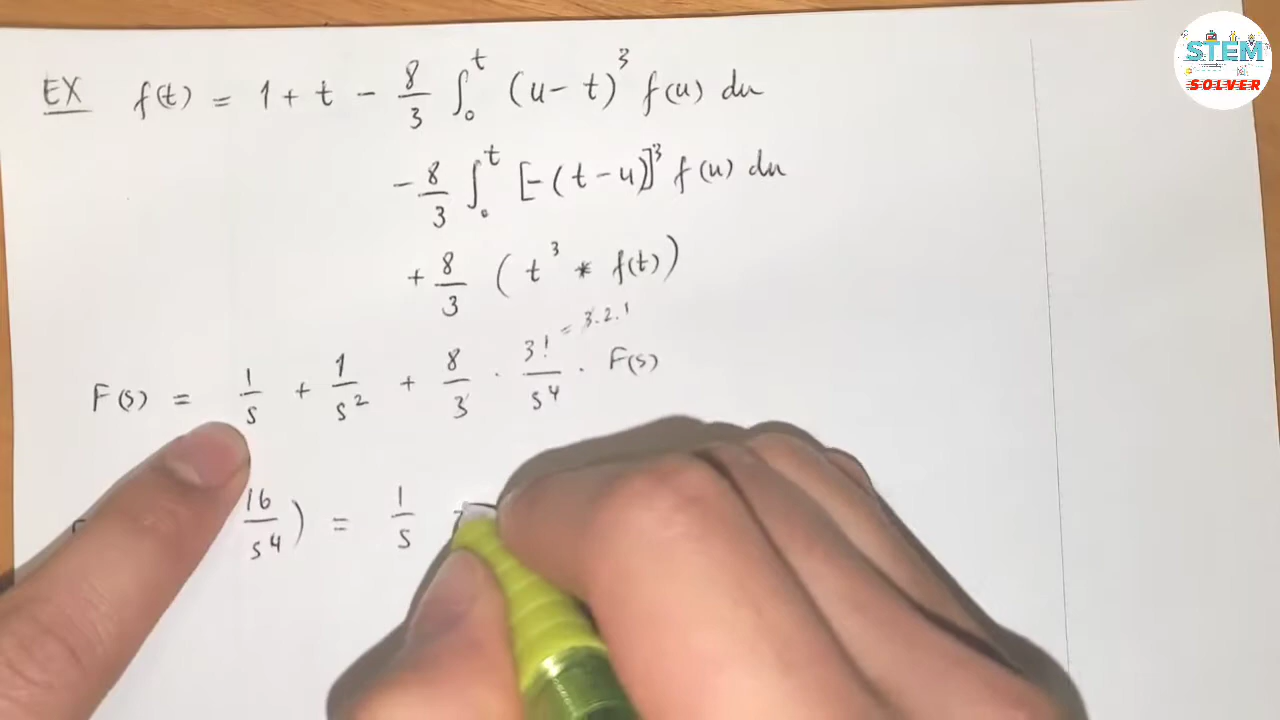 STEM
SOLVER
EX f(t) = 1 + t - 8/3 ∫₀ᵗ (u - t)³ f(u) du
- 8/3 ∫₀ᵗ [-(t - u)]³ f(u) du
+ 8/3 (t³ * f(t))
= 3.2.1
F(s) = 1/s + 1/s² + 8/3 · 3!/s⁴ · F(s)
16/s⁴) = 1/s